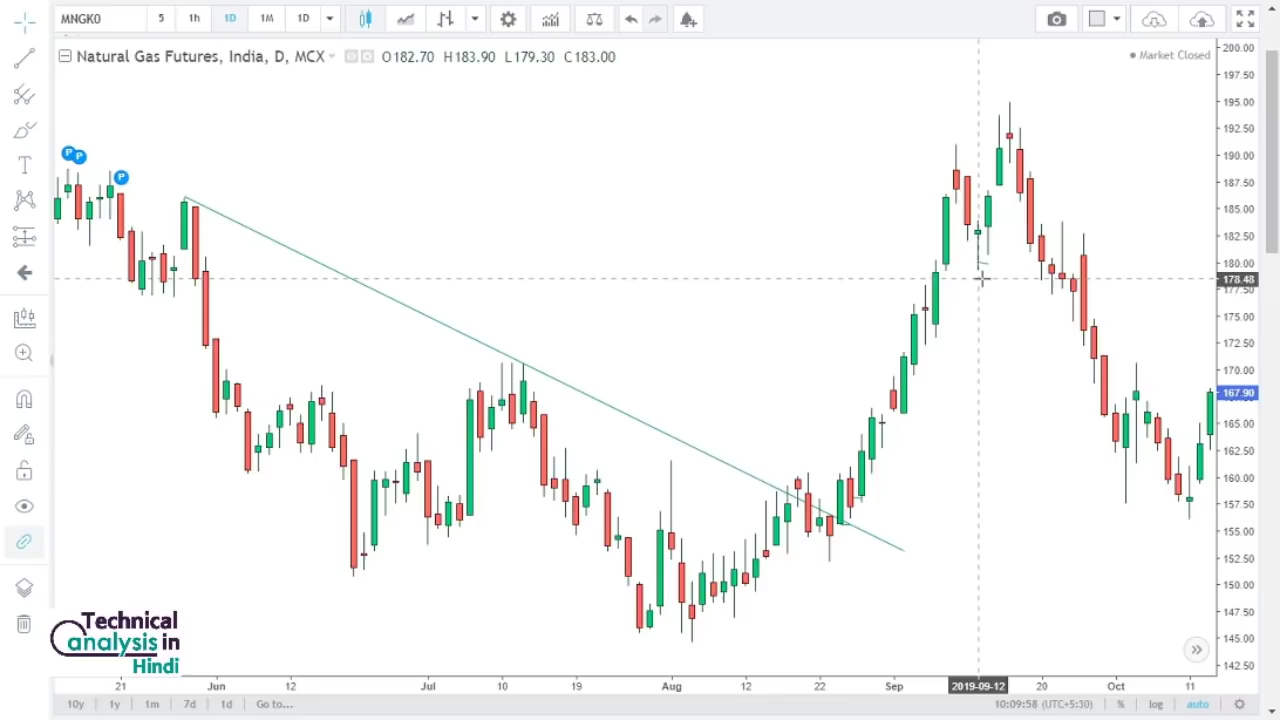 MNGK0 5 1h 1D 1M 1D
Natural Gas Futures, India, D, MCX O182.70 H183.90 L179.30 C183.00
Market Closed
200.00
197.50
195.00
192.50
190.00
187.50
185.00
182.50
180.00
178.48
177.50
175.00
172.50
170.00
167.90
165.00
162.50
160.00
157.50
155.00
152.50
150.00
147.50
145.00
142.50
P P
P
T
Technical
analysis in
Hindi
21 Jun 12 Jul 10 19 Aug 12 22 Sep 2019-09-12 20 Oct 11
10y 1y 1m 7d 1d Go to... 10:09:58 (UTC+5:30) % log auto